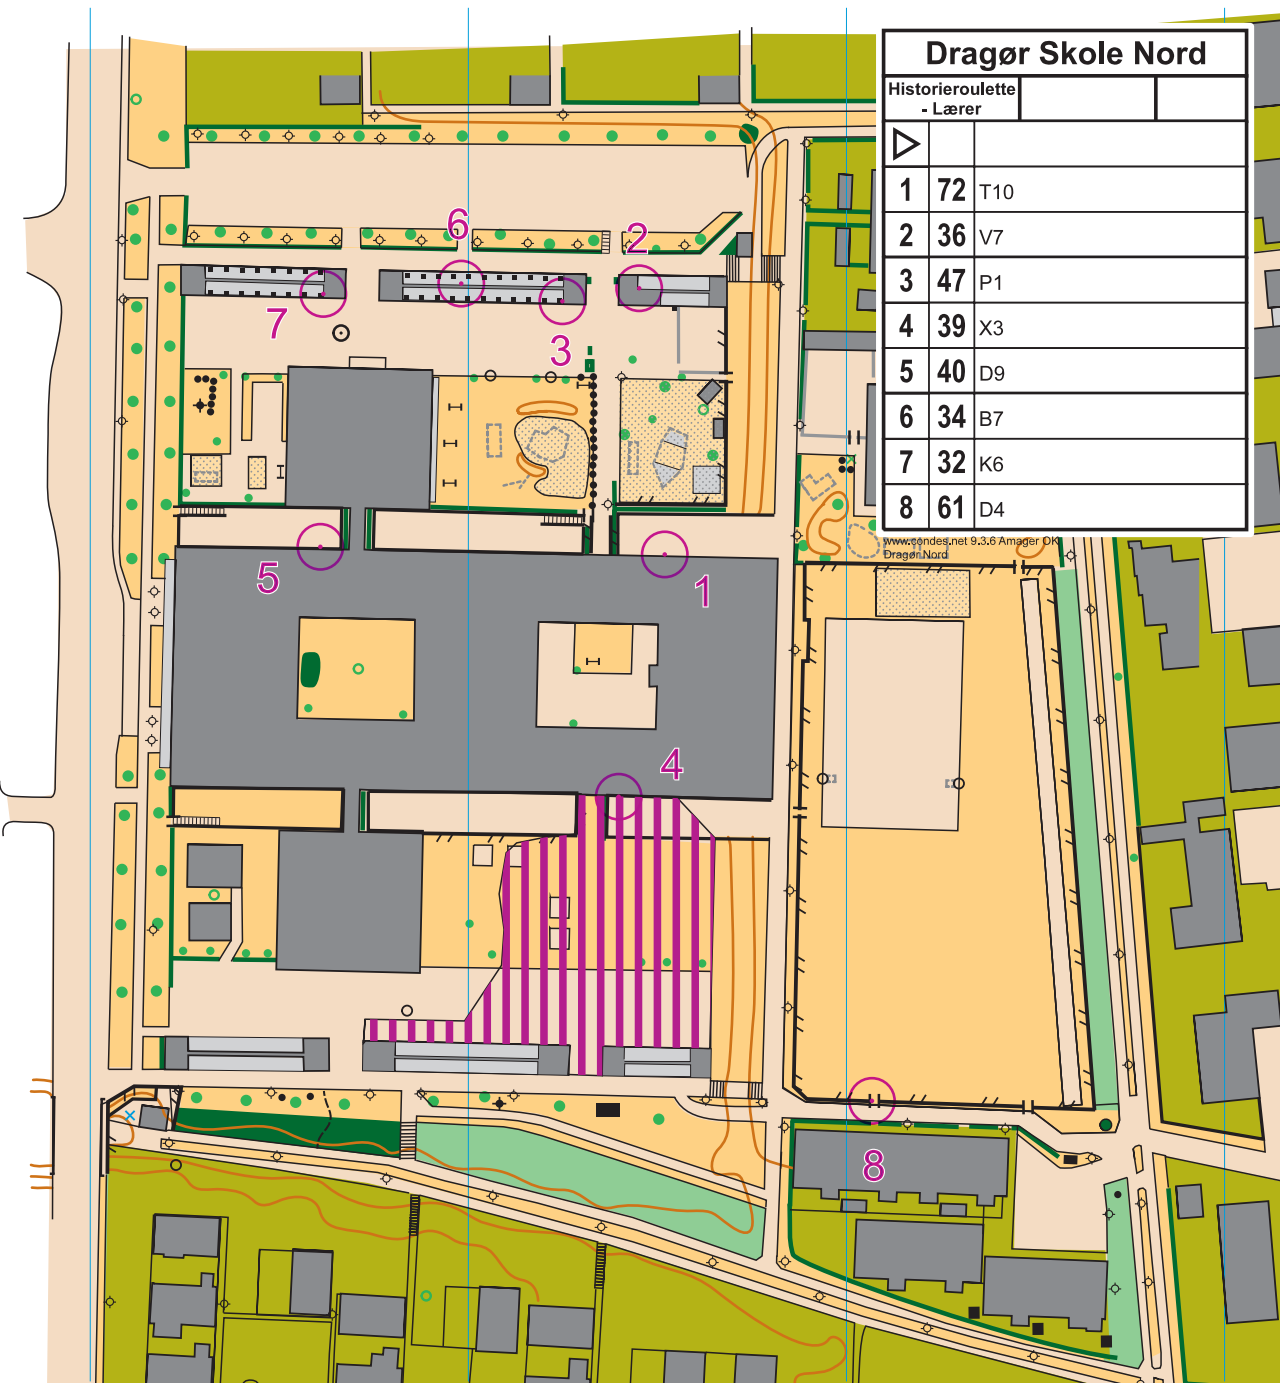 Dragør Skole Nord
Historieroulette
- Lærer
1 72 T10
2 36 V7
3 47 P1
4 39 X3
5 40 D9
6 34 B7
7 32 K6
8 61 D4
www.condes.net 9.3.6 Amager OK
Dragør Nord
6
2
7
3
5
1
4
8